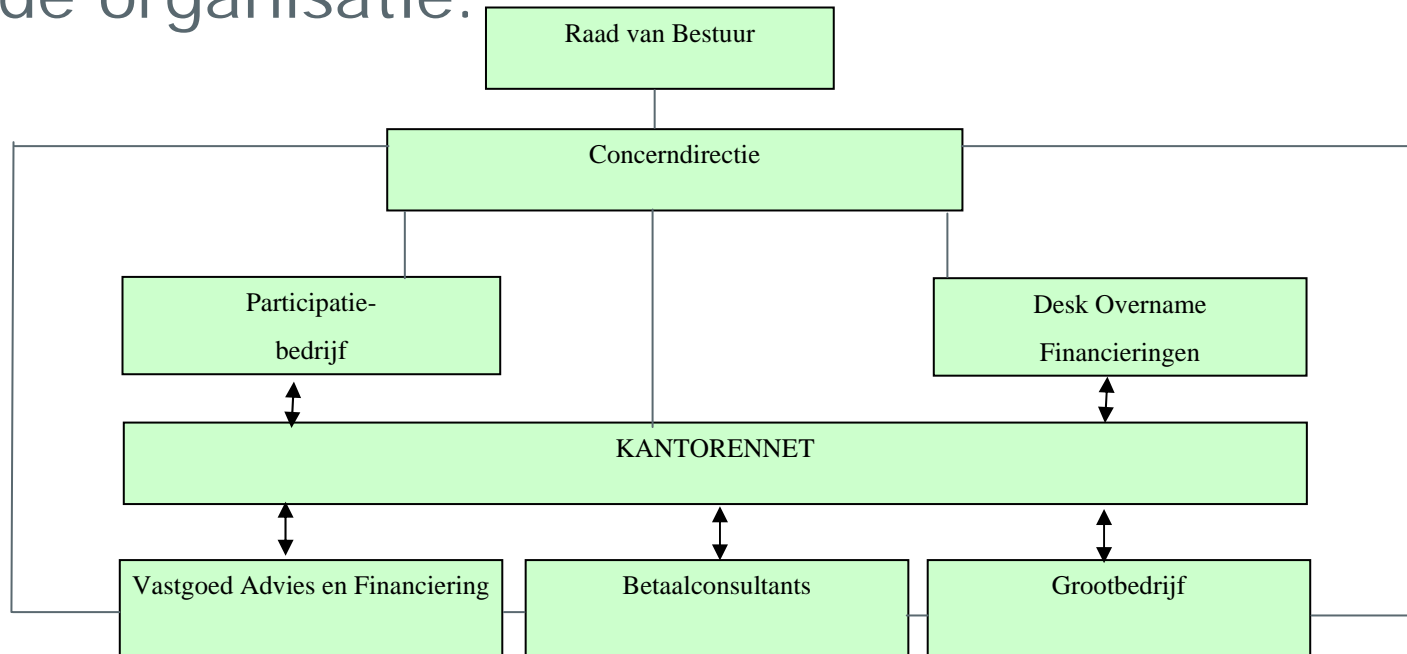 de organisatie.
Raad van Bestuur
Concerndirectie
Participatie-
bedrijf
Desk Overname
Financieringen
KANTORENNET
Vastgoed Advies en Financiering
Betaalconsultants
Grootbedrijf